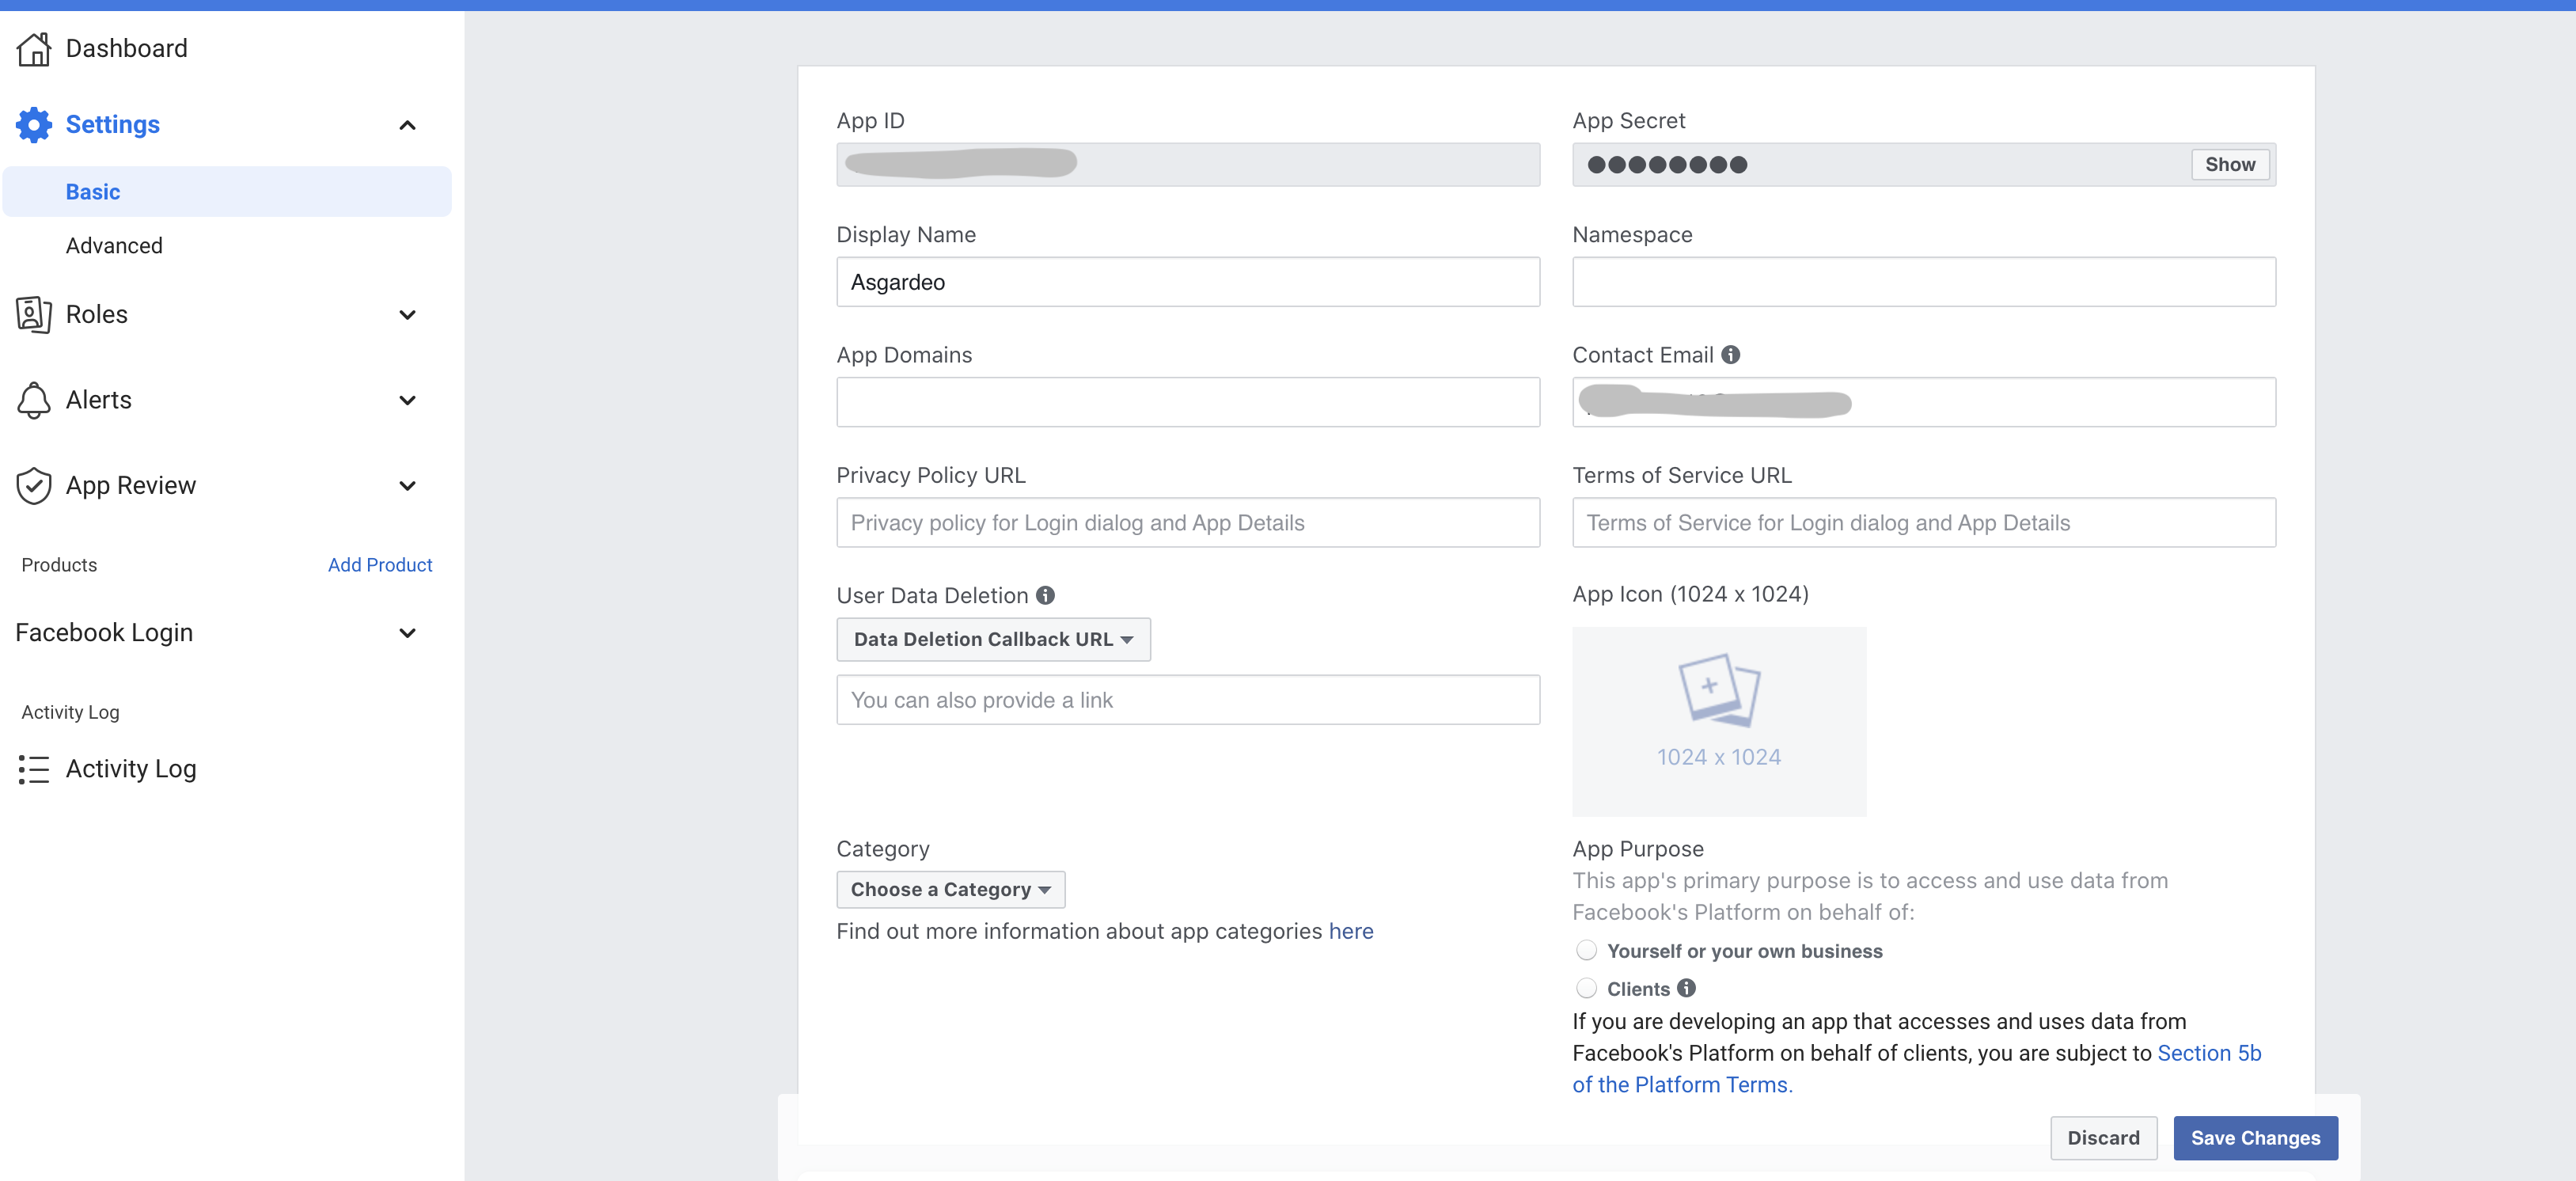 Dashboard
Settings
Basic
Advanced
Roles
Alerts
App Review
Products
Add Product
Facebook Login
Activity Log
Activity Log
App ID
App Secret
Show
Display Name
Asgardeo
Namespace
App Domains
Contact Email
Privacy Policy URL
Privacy policy for Login dialog and App Details
Terms of Service URL
Terms of Service for Login dialog and App Details
User Data Deletion
Data Deletion Callback URL
You can also provide a link
App Icon (1024 x 1024)
1024 x 1024
Category
Choose a Category
Find out more information about app categories here
App Purpose
This app's primary purpose is to access and use data from
Facebook's Platform on behalf of:
Yourself or your own business
Clients
If you are developing an app that accesses and uses data from
Facebook's Platform on behalf of clients, you are subject to Section 5b
of the Platform Terms.
Discard
Save Changes